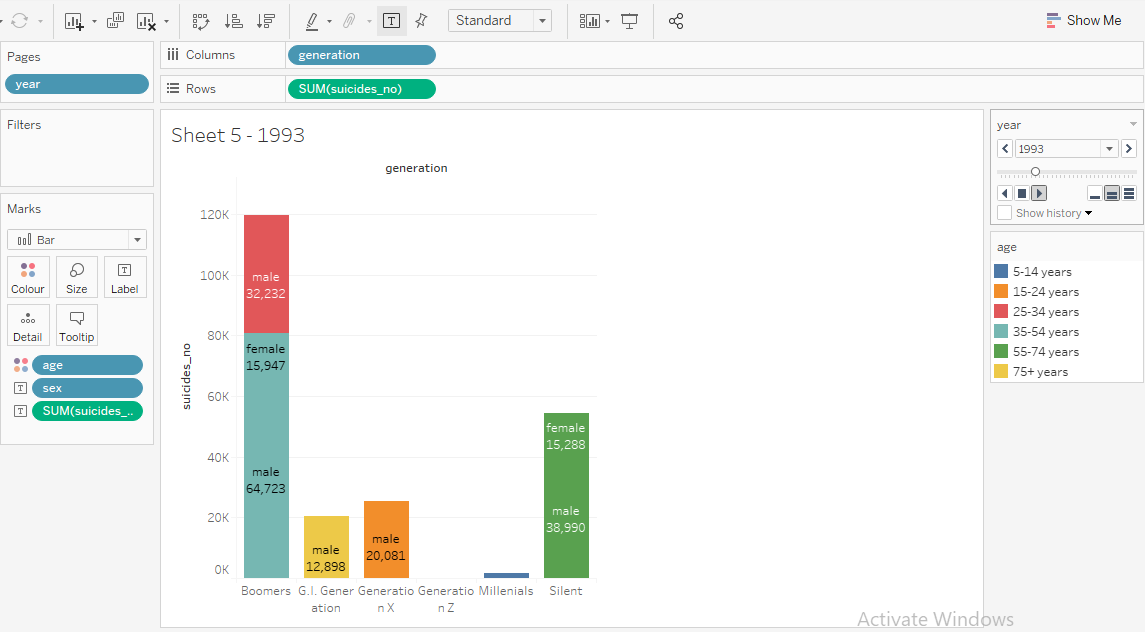 Standard
Show Me
Pages
year
Columns
generation
Rows
SUM(suicides_no)
Filters
Marks
Bar
Colour
Size
Label
Detail
Tooltip
age
sex
SUM(suicides_..
Sheet 5 - 1993
generation
suicides_no
120K
100K
80K
60K
40K
20K
0K
male
32,232
female
15,947
male
64,723
male
12,898
male
20,081
female
15,288
male
38,990
Boomers
G.I. Gener
ation
Generatio
n X
Generatio
n Z
Millenials
Silent
year
1993
Show history
age
5-14 years
15-24 years
25-34 years
35-54 years
55-74 years
75+ years
Activate Windows